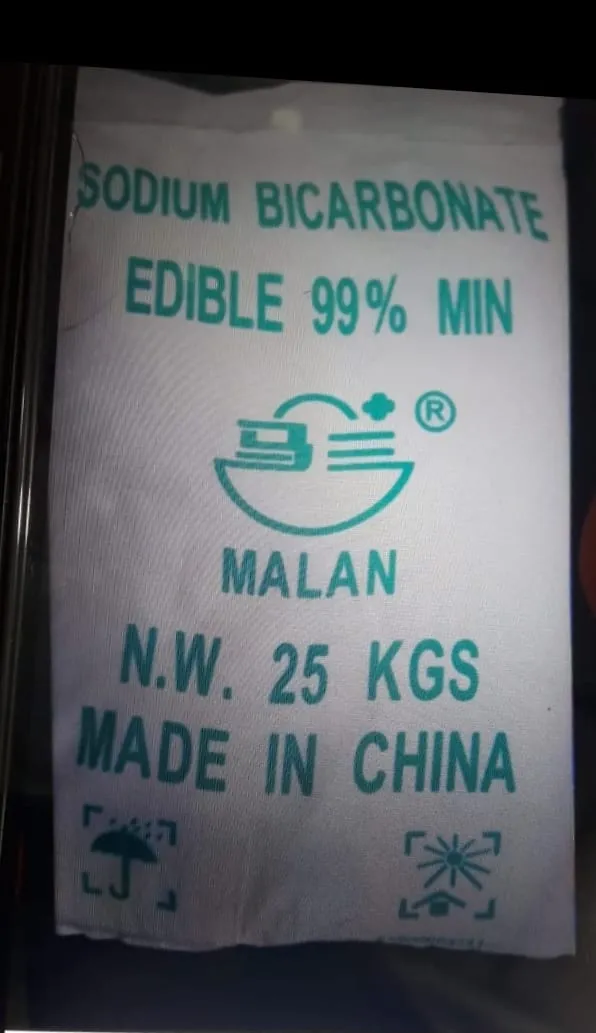 SODIUM BICARBONATE
EDIBLE 99% MIN
®
MALAN
N.W. 25 KGS
MADE IN CHINA